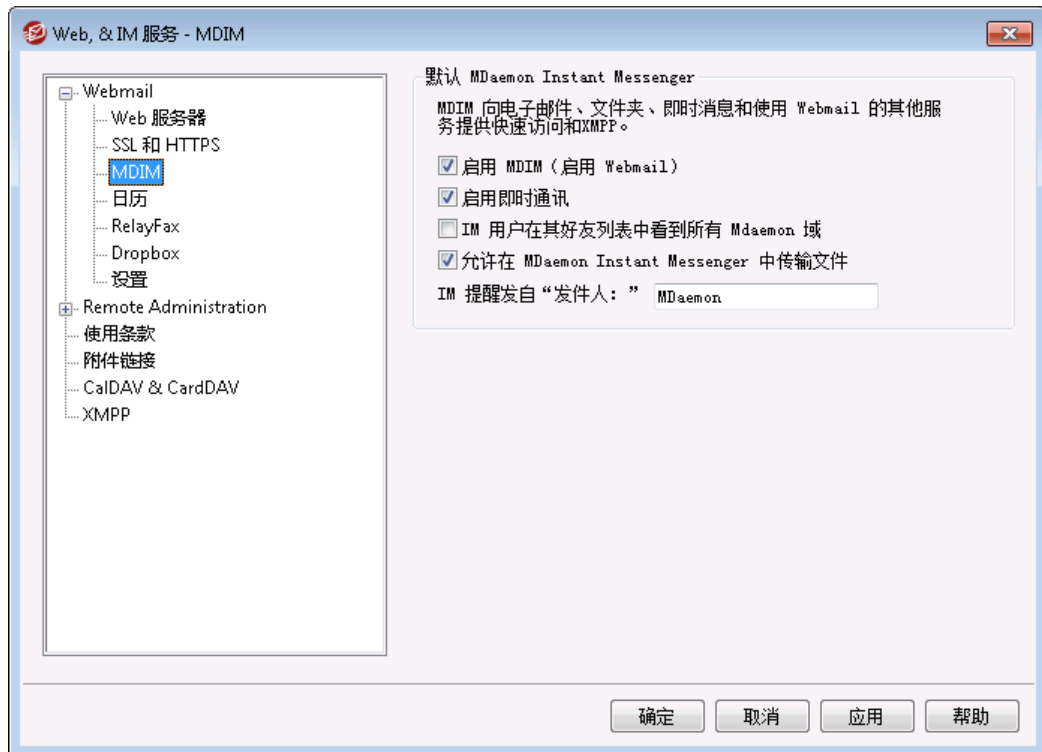 Web, & IM 服务 - MDIM
Webmail
Web 服务器
SSL 和 HTTPS
MDIM
日历
RelayFax
Dropbox
设置
Remote Administration
使用条款
附件链接
CalDAV & CardDAV
XMPP
默认 MDaemon Instant Messenger
MDIM 向电子邮件、文件夹、即时消息和使用 Webmail 的其他服
务提供快速访问和XMPP。
启用 MDIM（启用 Webmail）
启用即时通讯
IM 用户在其好友列表中看到所有 Mdaemon 域
允许在 MDaemon Instant Messenger 中传输文件
IM 提醒发自“发件人：” MDaemon
确定 取消 应用 帮助